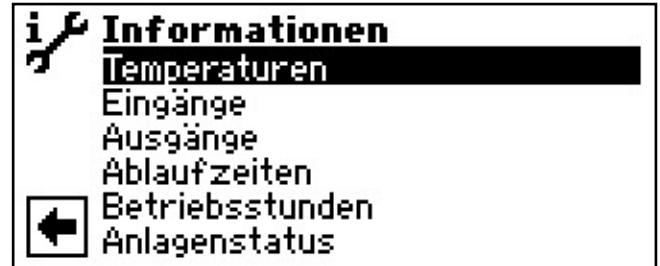 i Informationen
Temperaturen
Eingänge
Ausgänge
Ablaufzeiten
Betriebsstunden
Anlagenstatus